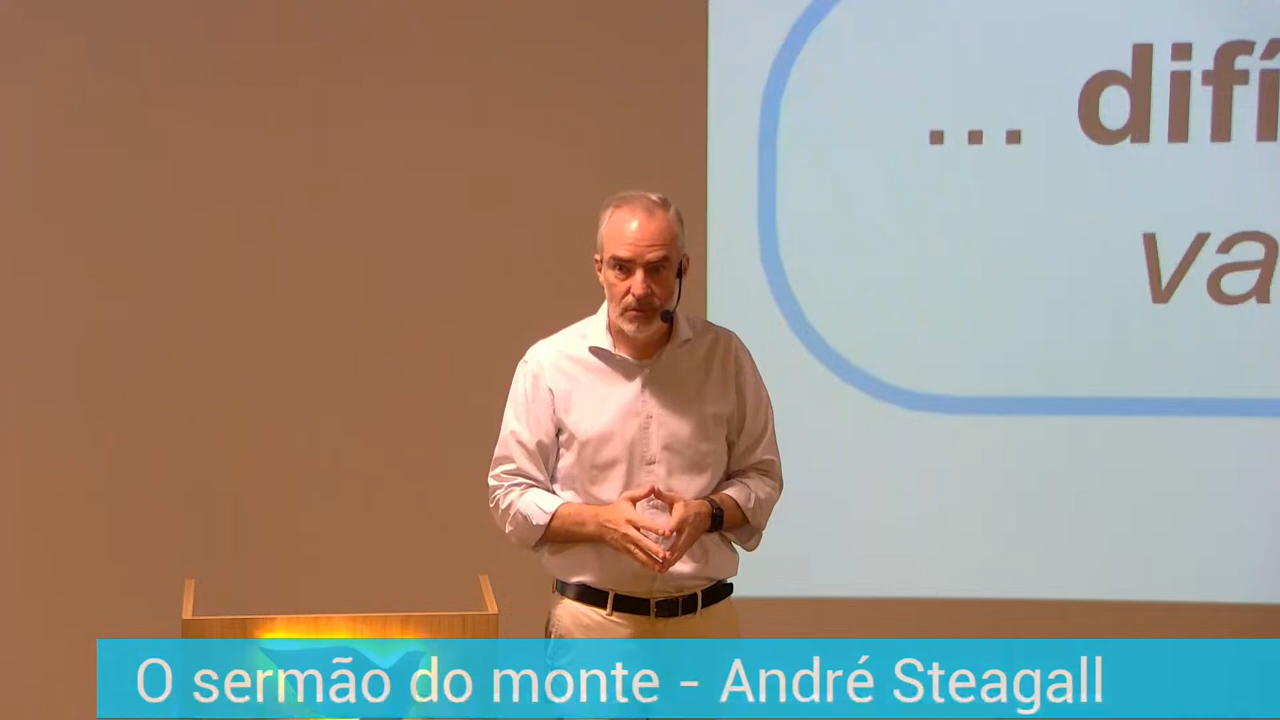 ... difí
va
O sermão do monte - André Steagall